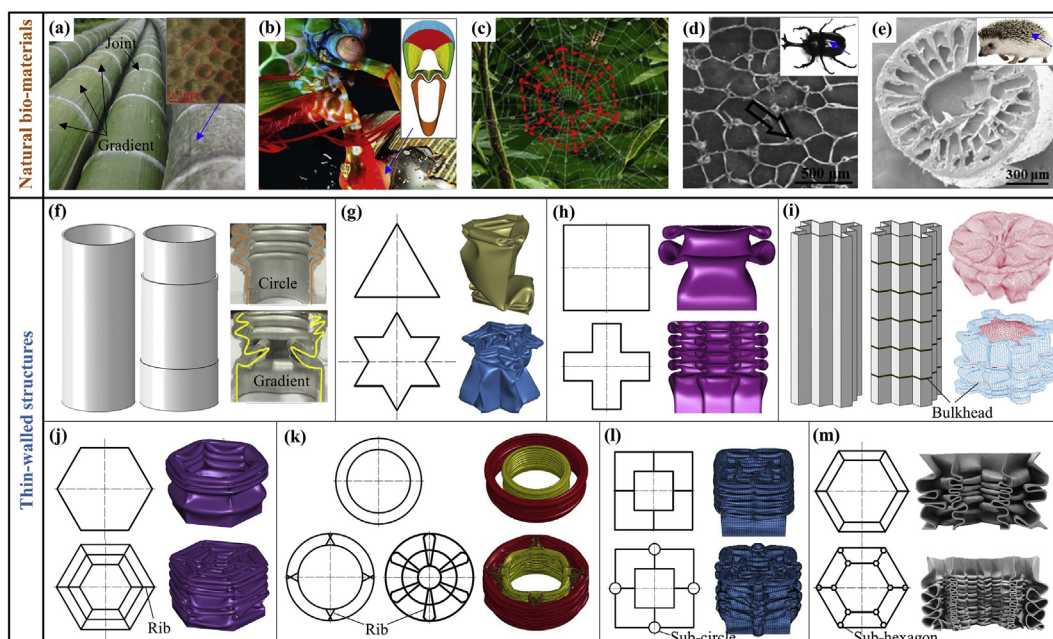 Natural bio-materials
(a)
Joint
0.5mm
Gradient
(b)
(c)
(d)
500 µm
(e)
300 µm
Thin-walled structures
(f)
Circle
Gradient
(g)
(h)
(i)
Bulkhead
(j)
Rib
(k)
Rib
(l)
Sub-circle
(m)
Sub-hexagon